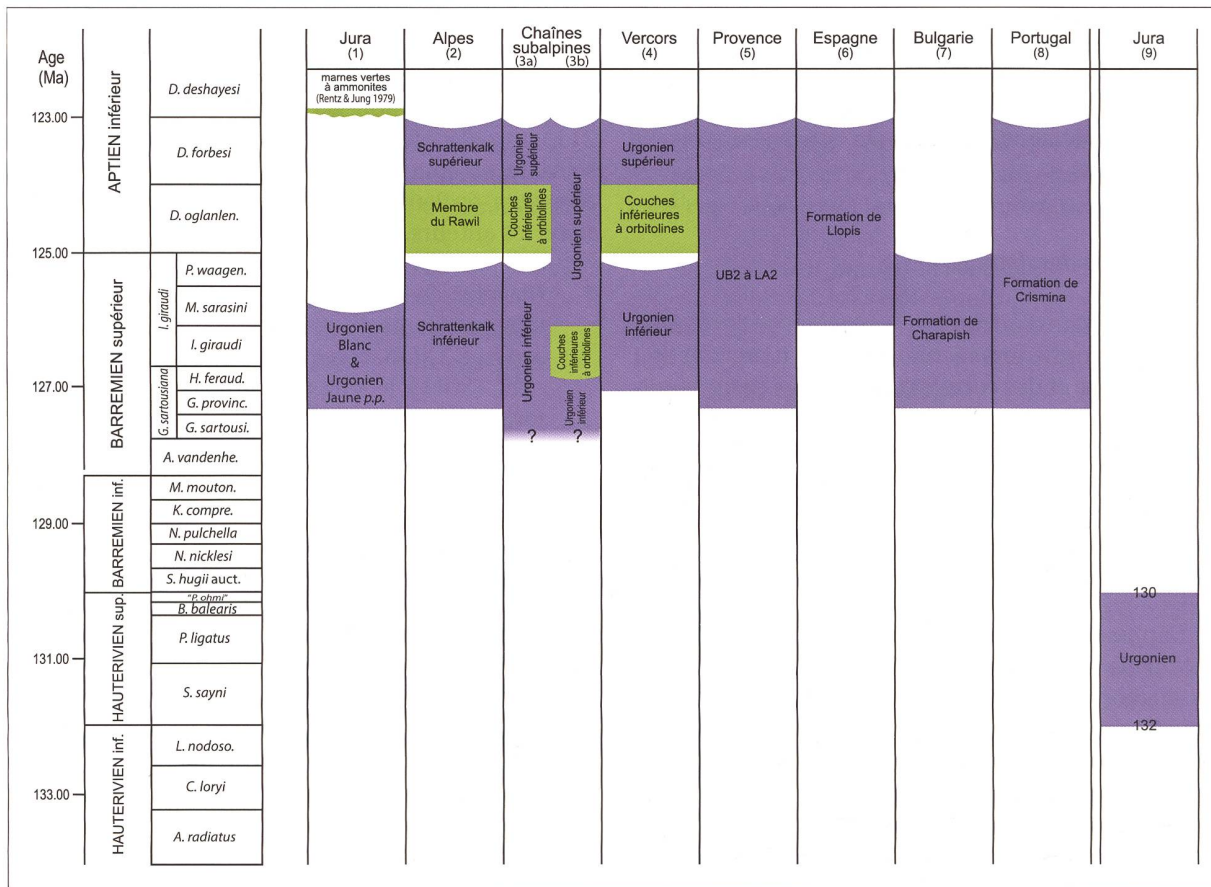 Age
(Ma)
123.00
125.00
127.00
129.00
131.00
133.00
APTIEN inférieur
BARREMIEN supérieur
BARREMIEN inf.
HAUTERIVIEN sup.
HAUTERIVIEN inf.
D. deshayesi
D. forbesi
D. oglanlen.
I. giraudi
P. waagen.
M. sarasini
I. giraudi
G. sartousiana
H. feraud.
G. provinc.
G. sartousi.
A. vandenhe.
M. mouton.
K. compre.
N. pulchella
N. nicklesi
S. hugii auct.
"P. ohmi"
B. balearis
P. ligatus
S. sayni
L. nodoso.
C. loryi
A. radiatus
Jura
(1)
marnes vertes
à ammonites
(Rentz & Jung 1979)
Urgonien
Blanc
&
Urgonien
Jaune p.p.
Alpes
(2)
Schrattenkalk
supérieur
Membre
du Rawil
Schrattenkalk
inférieur
Chaînes
subalpines
(3a)
(3b)
Urgonien
supérieur
Couches
inférieures
à orbitolines
Urgonien inférieur
?
Urgonien supérieur
Couches
inférieures
à orbitolines
Urgonien
inférieur
?
Vercors
(4)
Urgonien
supérieur
Couches
inférieures
à orbitolines
Urgonien
inférieur
Provence
(5)
UB2 à LA2
Espagne
(6)
Formation de
Llopis
Bulgarie
(7)
Formation de
Charapish
Portugal
(8)
Formation de
Crismina
Jura
(9)
130
Urgonien
132